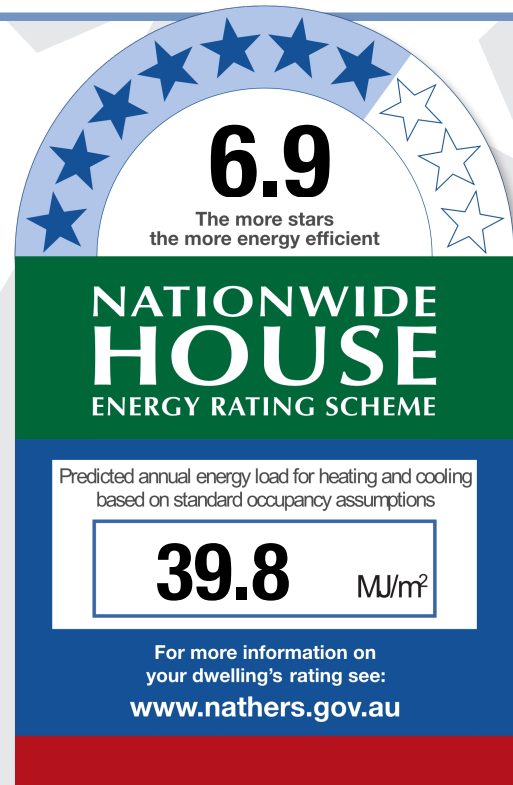 6.9
The more stars
the more energy efficient
NATIONWIDE
HOUSE
ENERGY RATING SCHEME
Predicted annual energy load for heating and cooling
based on standard occupancy assumptions
39.8 MJ/m²
For more information on
your dwelling's rating see:
www.nathers.gov.au